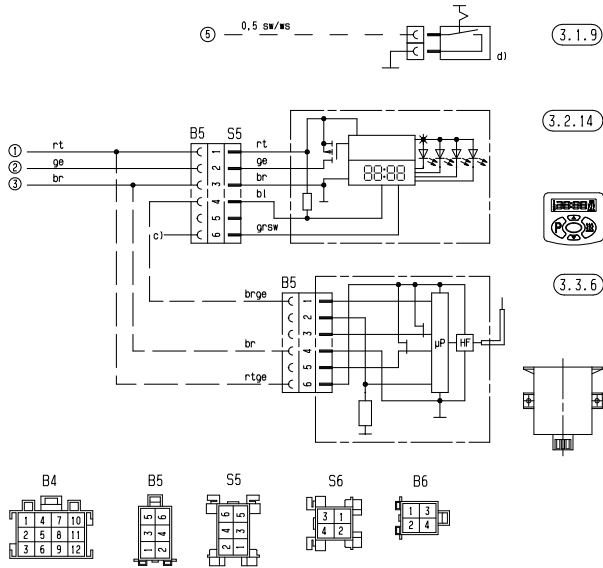 5 0,5 sw/ws
d)
3.1.9
3.2.14
B5 S5
1 rt 1 rt
2 ge 2 ge
3 br 3 br
4 bl
5
c) 6 grsw
88:88
P
3.3.6
B5
brge 1
2
3
br 4
5
rtge 6
µP HF
B4 B5 S5 S6 B6
1 4 7 10
2 5 8 11
3 6 9 12
5 6
3 4
1 2
6 5
4 3
2 1
3 1
4 2
1 3
2 4